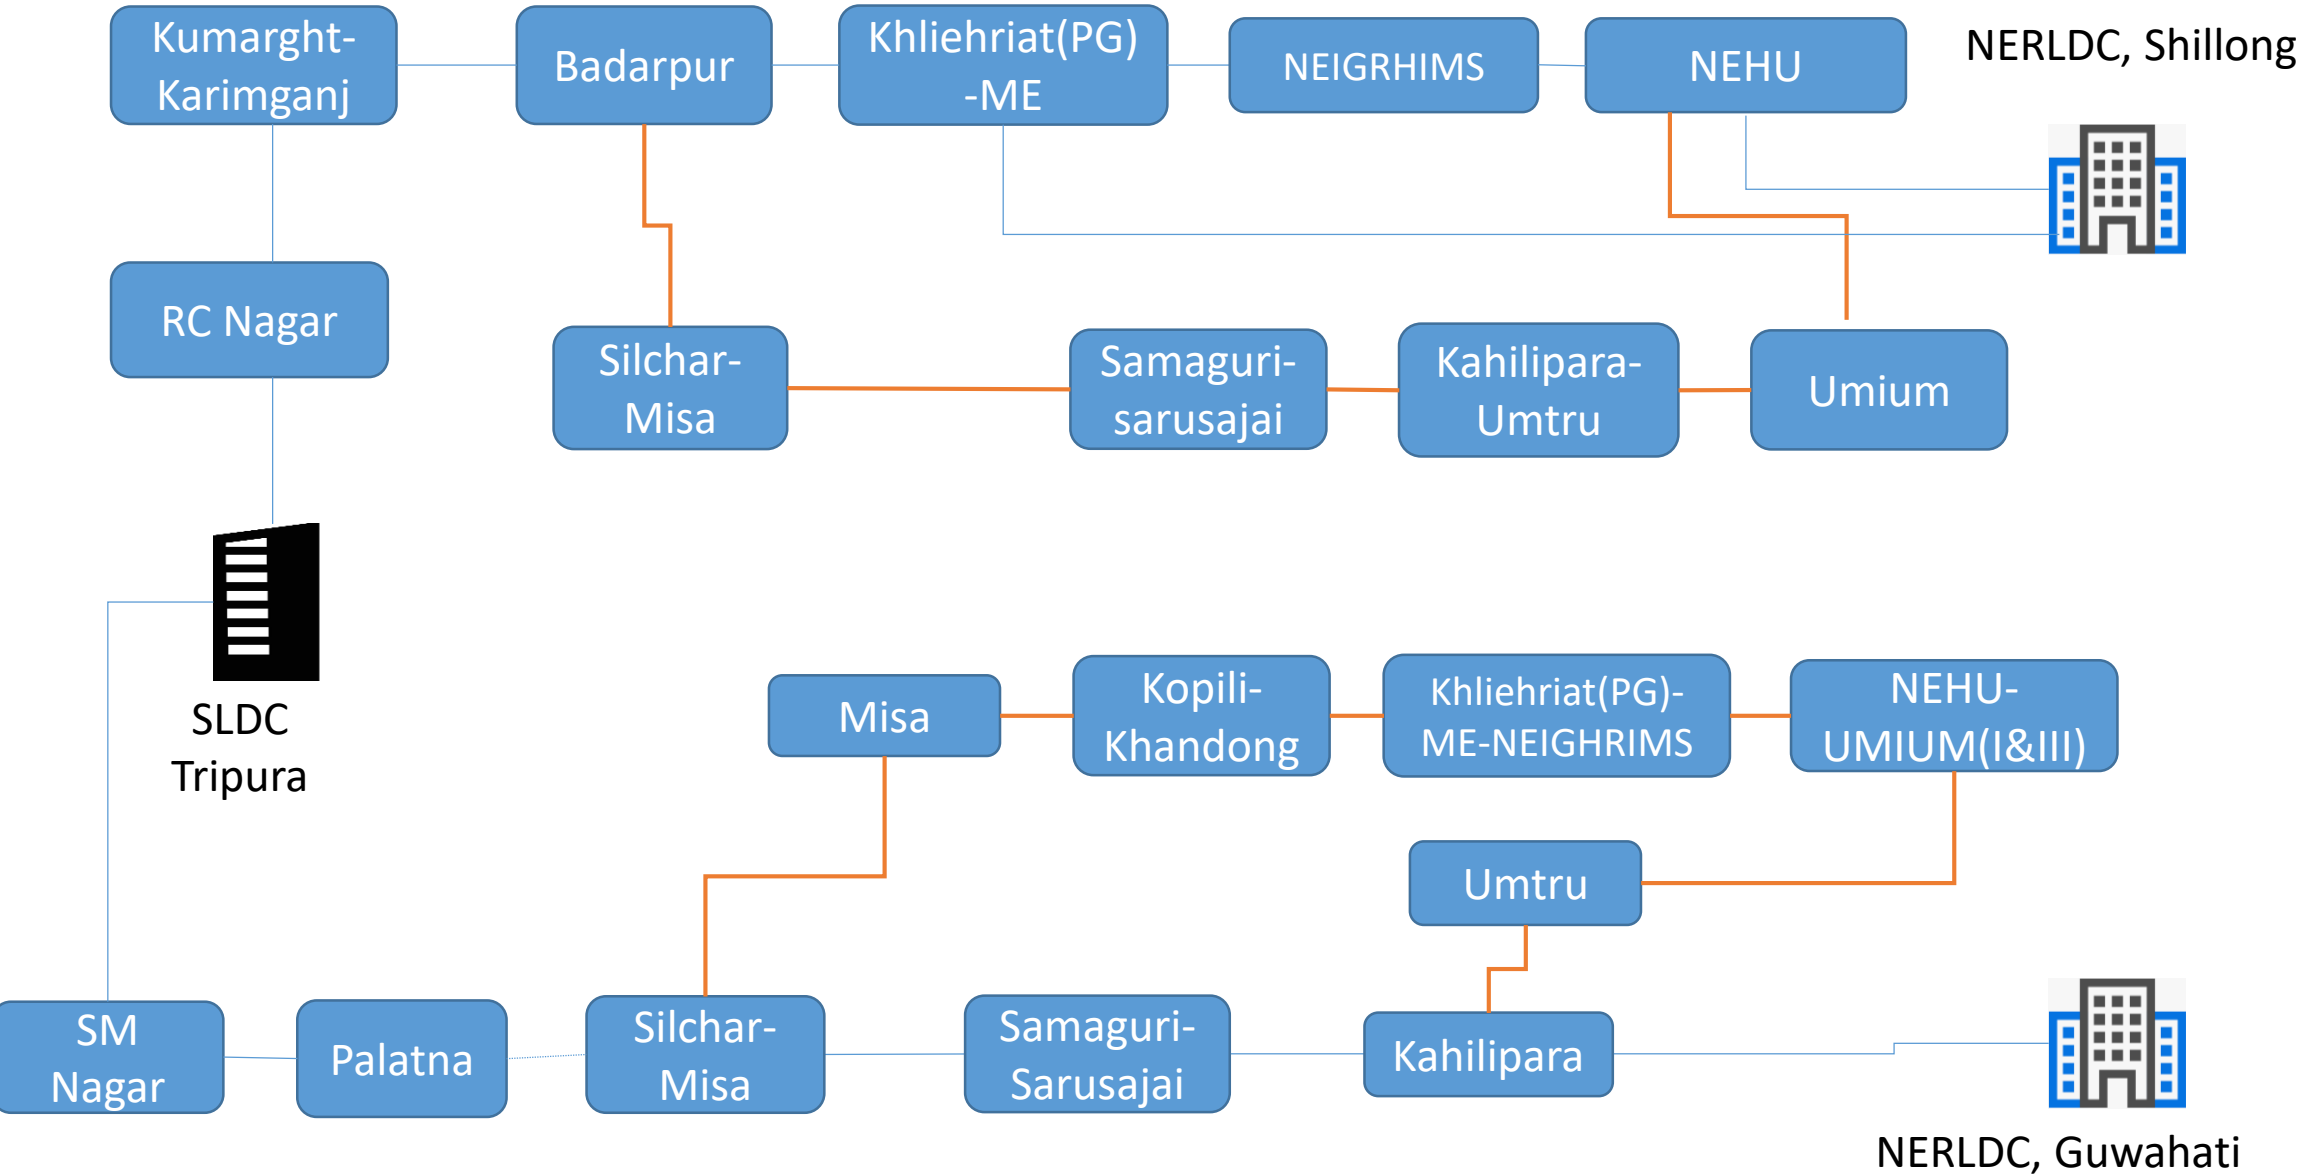 Kumarght-
Karimganj
Badarpur
Khliehriat(PG)
-ME
NEIGRHIMS
NEHU
NERLDC, Shillong
RC Nagar
Silchar-
Misa
Samaguri-
sarusajai
Kahilipara-
Umtru
Umium
SLDC
Tripura
Misa
Kopili-
Khandong
Khliehriat(PG)-
ME-NEIGHRIMS
NEHU-
UMIUM(I&III)
Umtru
SM
Nagar
Palatna
Silchar-
Misa
Samaguri-
Sarusajai
Kahilipara
NERLDC, Guwahati